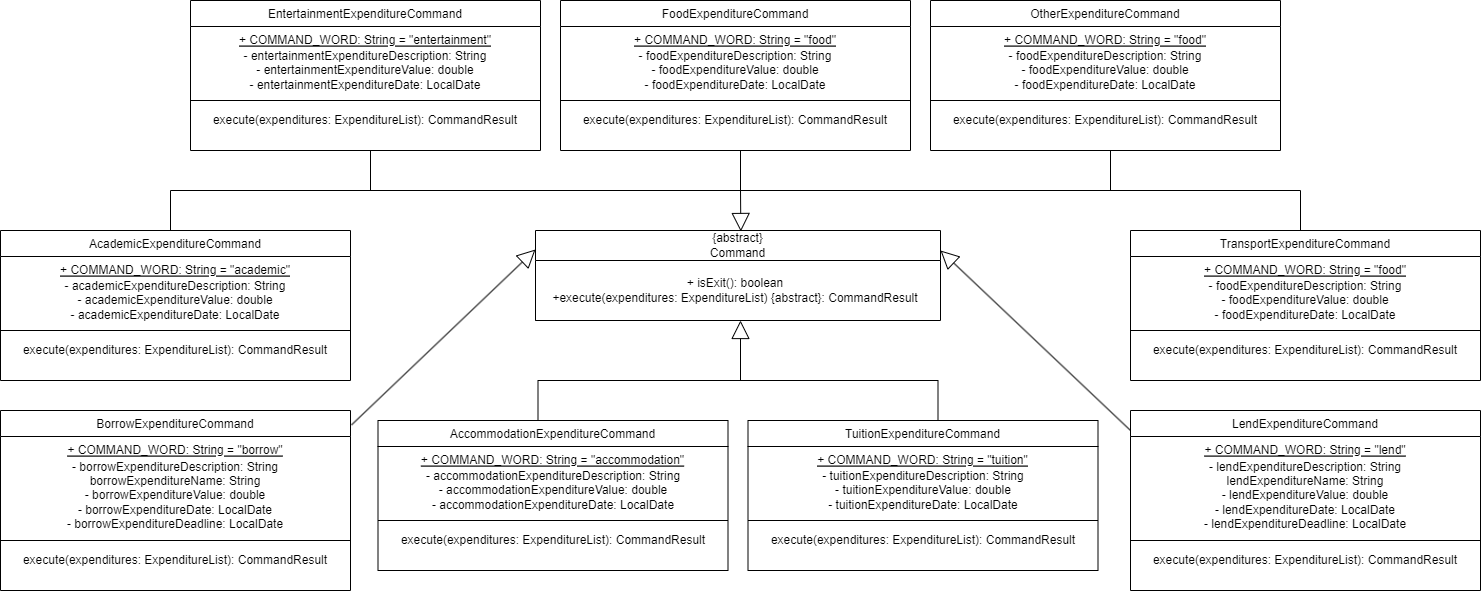 EntertainmentExpenditureCommand
+ COMMAND_WORD: String = "entertainment"
- entertainmentExpenditureDescription: String
- entertainmentExpenditureValue: double
- entertainmentExpenditureDate: LocalDate
execute(expenditures: ExpenditureList): CommandResult
FoodExpenditureCommand
+ COMMAND_WORD: String = "food"
- foodExpenditureDescription: String
- foodExpenditureValue: double
- foodExpenditureDate: LocalDate
execute(expenditures: ExpenditureList): CommandResult
OtherExpenditureCommand
+ COMMAND_WORD: String = "food"
- foodExpenditureDescription: String
- foodExpenditureValue: double
- foodExpenditureDate: LocalDate
execute(expenditures: ExpenditureList): CommandResult
AcademicExpenditureCommand
+ COMMAND_WORD: String = "academic"
- academicExpenditureDescription: String
- academicExpenditureValue: double
- academicExpenditureDate: LocalDate
execute(expenditures: ExpenditureList): CommandResult
{abstract}
Command
+ isExit(): boolean
+execute(expenditures: ExpenditureList) {abstract}: CommandResult
TransportExpenditureCommand
+ COMMAND_WORD: String = "food"
- foodExpenditureDescription: String
- foodExpenditureValue: double
- foodExpenditureDate: LocalDate
execute(expenditures: ExpenditureList): CommandResult
BorrowExpenditureCommand
+ COMMAND_WORD: String = "borrow"
- borrowExpenditureDescription: String
borrowExpenditureName: String
- borrowExpenditureValue: double
- borrowExpenditureDate: LocalDate
- borrowExpenditureDeadline: LocalDate
execute(expenditures: ExpenditureList): CommandResult
AccommodationExpenditureCommand
+ COMMAND_WORD: String = "accommodation"
- accommodationExpenditureDescription: String
- accommodationExpenditureValue: double
- accommodationExpenditureDate: LocalDate
execute(expenditures: ExpenditureList): CommandResult
TuitionExpenditureCommand
+ COMMAND_WORD: String = "tuition"
- tuitionExpenditureDescription: String
- tuitionExpenditureValue: double
- tuitionExpenditureDate: LocalDate
execute(expenditures: ExpenditureList): CommandResult
LendExpenditureCommand
+ COMMAND_WORD: String = "lend"
- lendExpenditureDescription: String
lendExpenditureName: String
- lendExpenditureValue: double
- lendExpenditureDate: LocalDate
- lendExpenditureDeadline: LocalDate
execute(expenditures: ExpenditureList): CommandResult